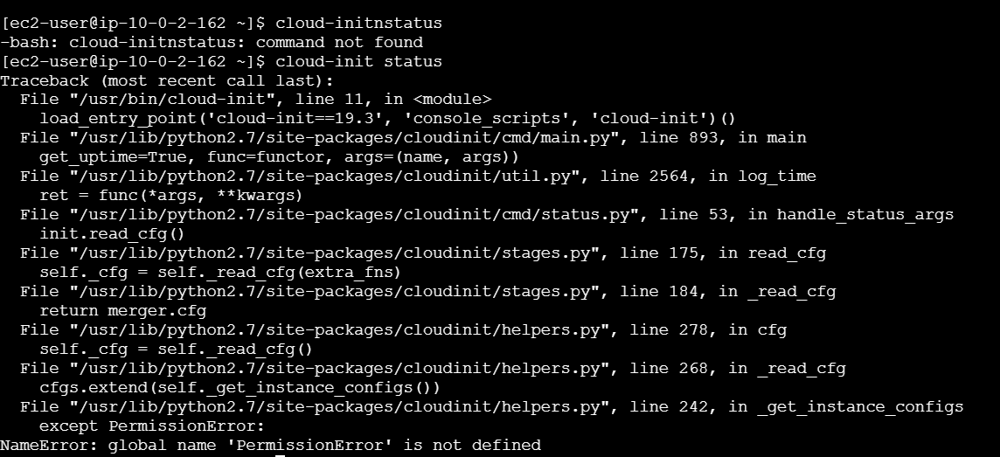 [ec2-user@ip-10-0-2-162 ~]$ cloud-initnstatus
-bash: cloud-initnstatus: command not found
[ec2-user@ip-10-0-2-162 ~]$ cloud-init status
Traceback (most recent call last):
  File "/usr/bin/cloud-init", line 11, in <module>
    load_entry_point('cloud-init==19.3', 'console_scripts', 'cloud-init')()
  File "/usr/lib/python2.7/site-packages/cloudinit/cmd/main.py", line 893, in main
    get_uptime=True, func=functor, args=(name, args))
  File "/usr/lib/python2.7/site-packages/cloudinit/util.py", line 2564, in log_time
    ret = func(*args, **kwargs)
  File "/usr/lib/python2.7/site-packages/cloudinit/cmd/status.py", line 53, in handle_status_args
    init.read_cfg()
  File "/usr/lib/python2.7/site-packages/cloudinit/stages.py", line 175, in read_cfg
    self._cfg = self._read_cfg(extra_fns)
  File "/usr/lib/python2.7/site-packages/cloudinit/stages.py", line 184, in _read_cfg
    return merger.cfg
  File "/usr/lib/python2.7/site-packages/cloudinit/helpers.py", line 278, in cfg
    self._cfg = self._read_cfg()
  File "/usr/lib/python2.7/site-packages/cloudinit/helpers.py", line 268, in _read_cfg
    cfgs.extend(self._get_instance_configs())
  File "/usr/lib/python2.7/site-packages/cloudinit/helpers.py", line 242, in _get_instance_configs
    except PermissionError:
NameError: global name 'PermissionError' is not defined